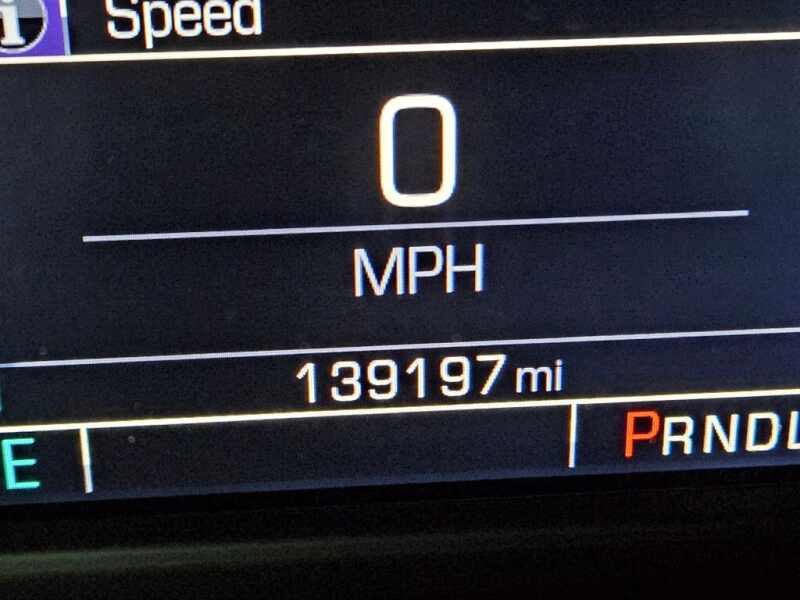 i Speed
0
MPH
139197 mi
E PRNDL